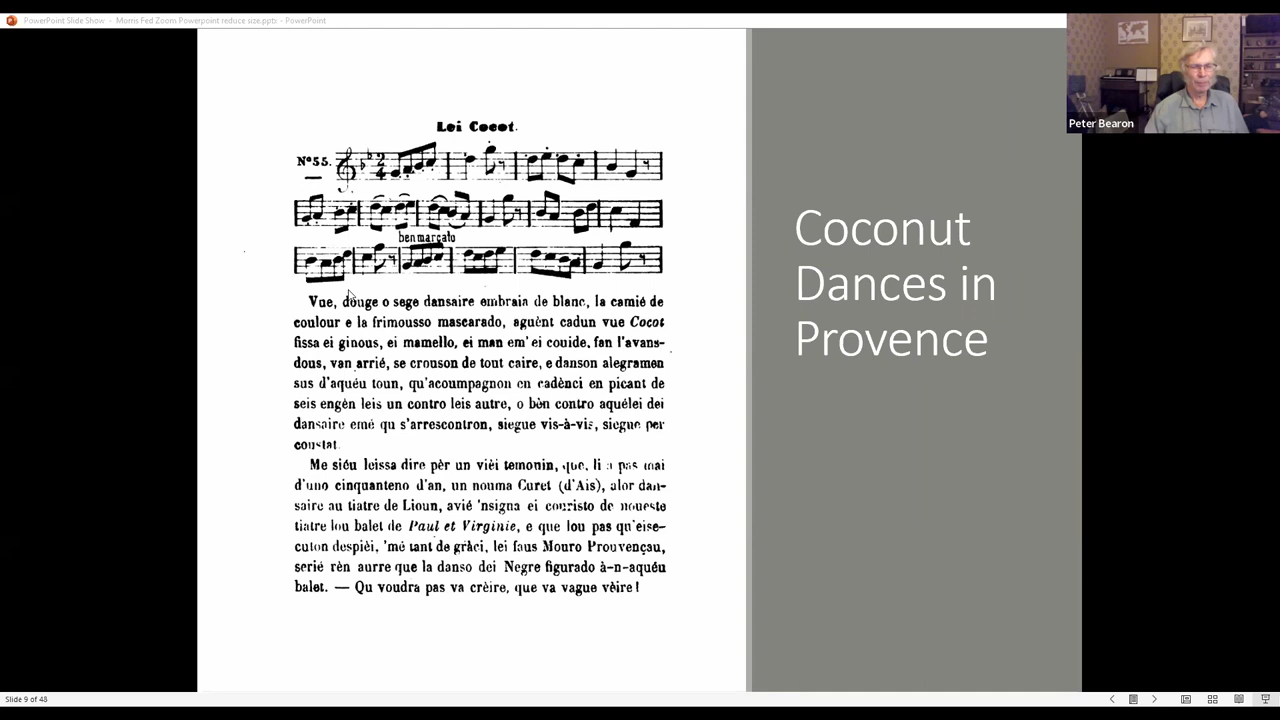 PowerPoint Slide Show - Morris Fed Zoom Powerpoint reduce size.pptx - PowerPoint
Peter Bearon
Lei Cocot.
Nº 55.
2
4
ben marcato
Vue, douge o sege dansaire embraia de blanc, la camié de
coulour e la frimousso mascarado, aguènt cadun vue Cocot
fissa ei ginous, ei mamello, ei man em' ei couide, fan l'avans-
dous, van arrié, se crouson de tout caire, e danson alegramen
sus d'aquéu toun, qu'acoumpagnon en cadènci en picant de
seis engèn leis un contro leis autre, o bèn contro aquélei dei
dansaire emé qu s'arrescontron, siegue vis-à-vis, siegue per
coustat.
Me siéu leissa dire pèr un vièi temouin, que, li a pas mai
d'uno cinquanteno d'an, un nouma Curet (d'Ais), alor dan-
saire au tiatre de Lioun, avié 'nsigna ei couristo de noueste
tiatre lou balet de Paul et Virginie, e que lou pas qu'eise-
cuton despièi, 'mé tant de gràci, lei faus Mouro Prouvençau,
serié rèn aurre que la danso dei Negre figurado à-n-aquéu
balet. — Qu voudra pas va crèire, que va vague vèire !
Coconut
Dances in
Provence
Slide 9 of 48